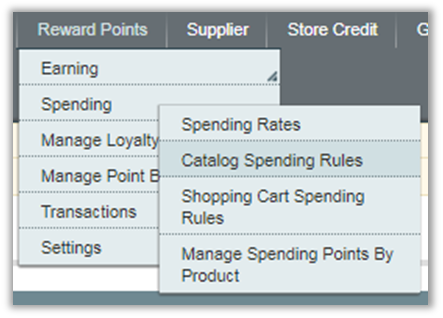 Reward Points Supplier Store Credit
Earning
Spending
Manage Loyalty
Manage Point
Transactions
Settings
Spending Rates
Catalog Spending Rules
Shopping Cart Spending
Rules
Manage Spending Points By
Product